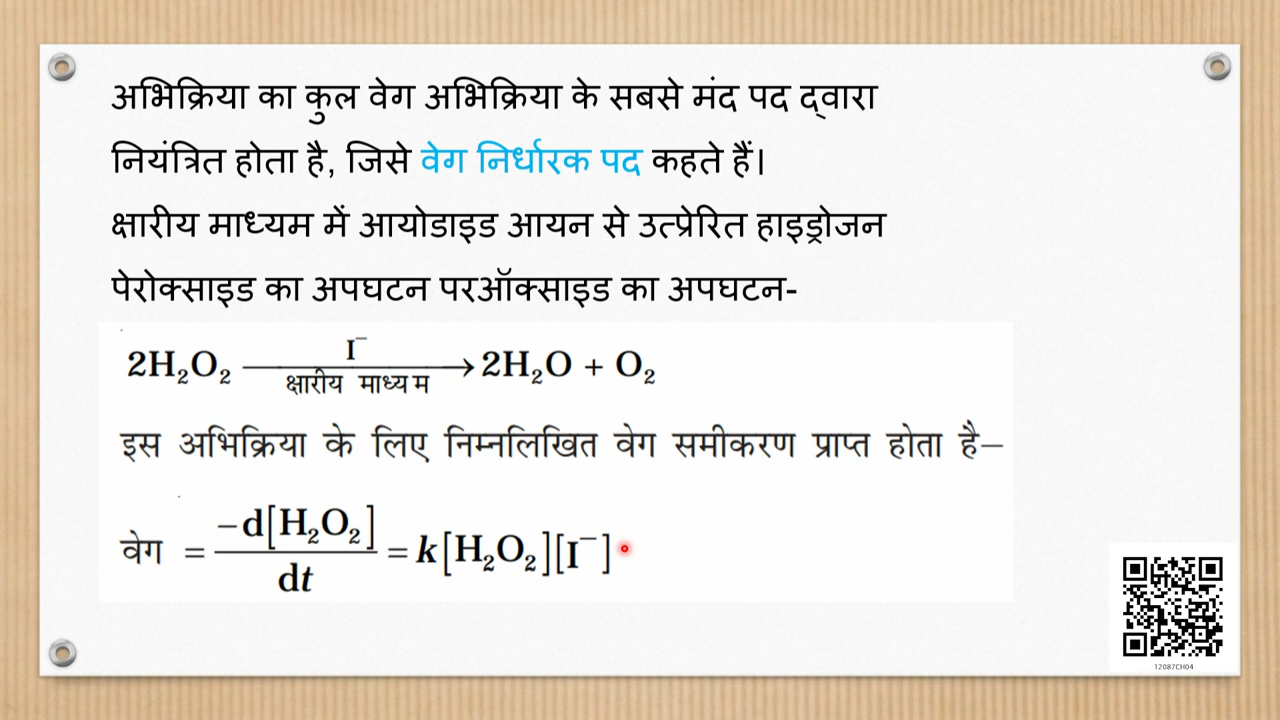 अभिक्रिया का कुल वेग अभिक्रिया के सबसे मंद पद द्वारा
नियंत्रित होता है, जिसे वेग निर्धारक पद कहते हैं।
क्षारीय माध्यम में आयोडाइड आयन से उत्प्रेरित हाइड्रोजन
पेरोक्साइड का अपघटन परऑक्साइड का अपघटन-
2H₂O₂ —I⁻→ 2H₂O + O₂
क्षारीय माध्यम
इस अभिक्रिया के लिए निम्नलिखित वेग समीकरण प्राप्त होता है–
वेग = −d[H₂O₂]/dt = k[H₂O₂][I⁻]
12087CH04